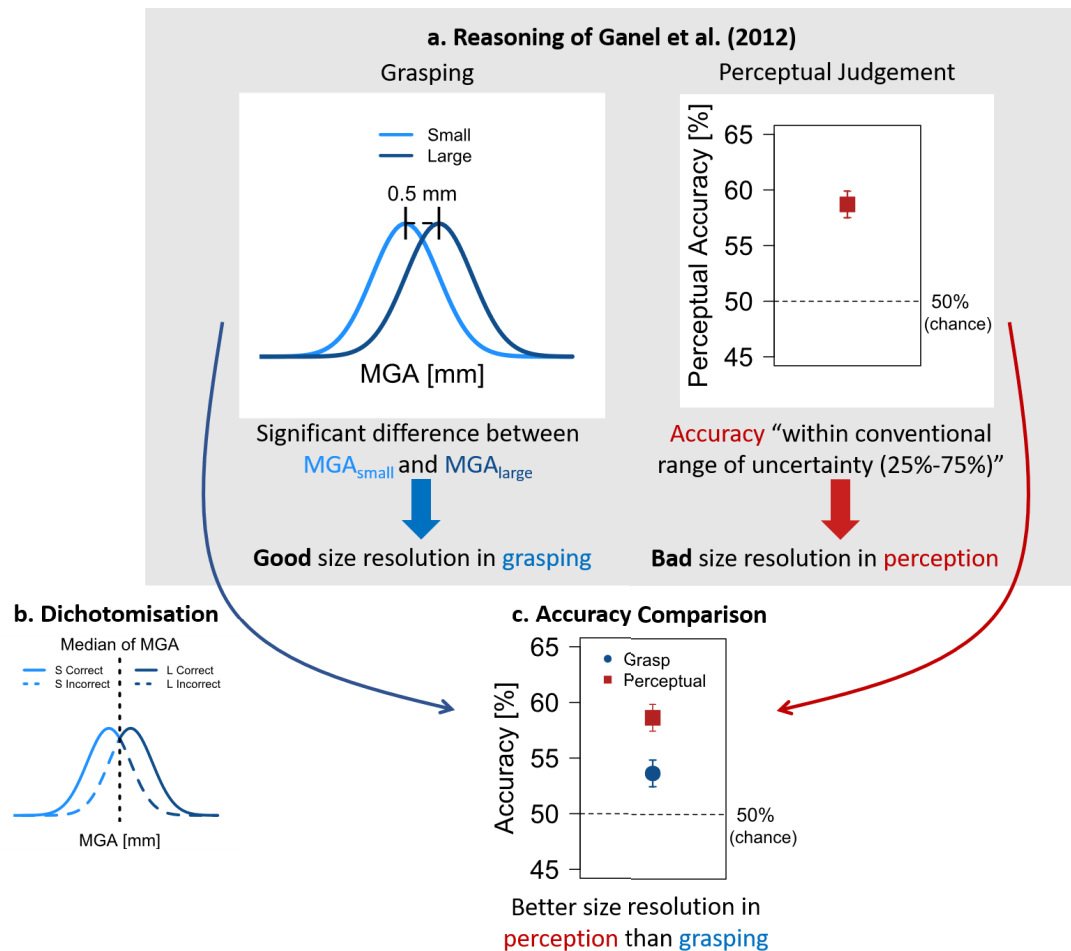 a. Reasoning of Ganel et al. (2012)
Grasping
Small
Large
0.5 mm
MGA [mm]
Significant difference between
MGAsmall and MGAlarge
Good size resolution in grasping
Perceptual Judgement
Perceptual Accuracy [%]
65
60
55
50
45
50%
(chance)
Accuracy “within conventional
range of uncertainty (25%-75%)”
Bad size resolution in perception
b. Dichotomisation
Median of MGA
S Correct
S Incorrect
L Correct
L Incorrect
MGA [mm]
c. Accuracy Comparison
Accuracy [%]
65
60
55
50
45
Grasp
Perceptual
50%
(chance)
Better size resolution in
perception than grasping